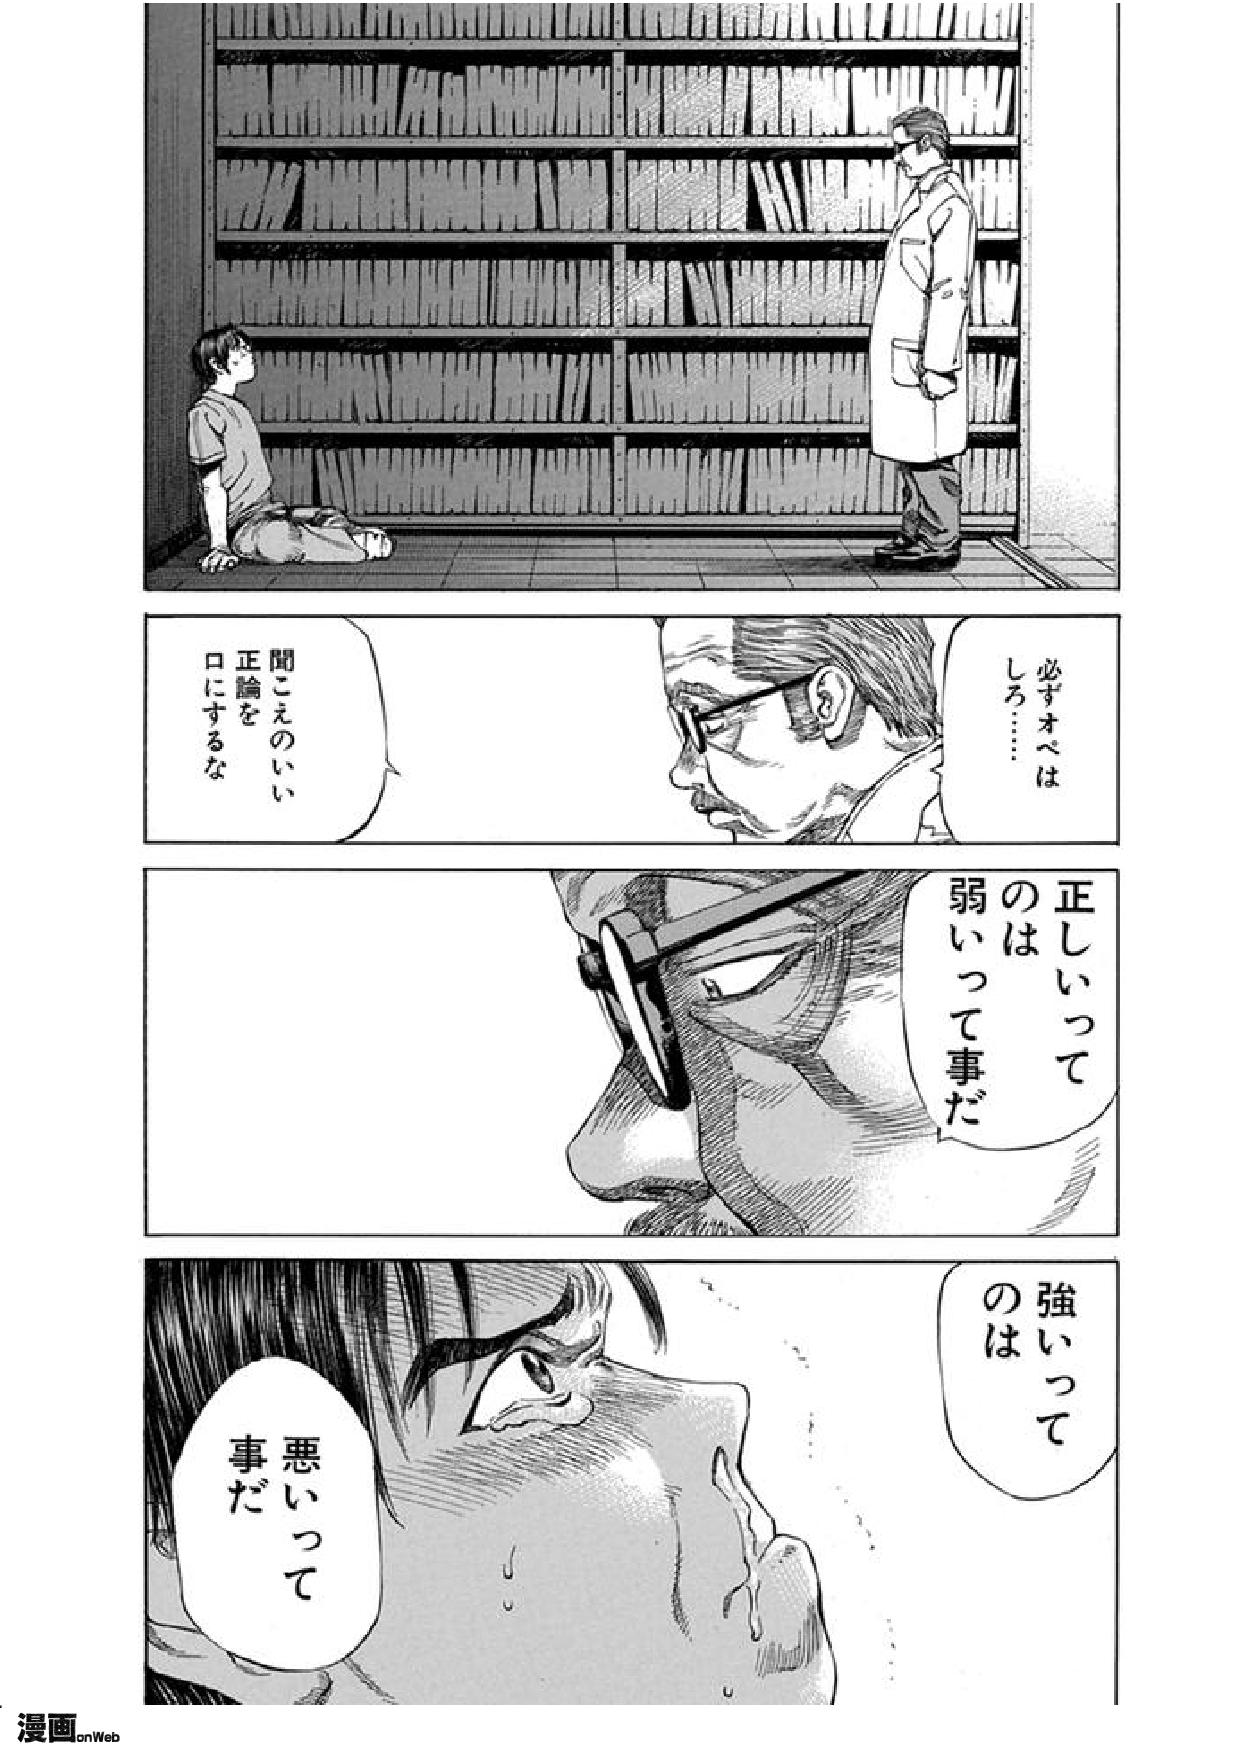 必ずオペは
しろ……
聞こえのいい
正論を
口にするな
正しいって
のは
弱いって事だ
強いって
のは
悪いって
事だ
漫画onWeb